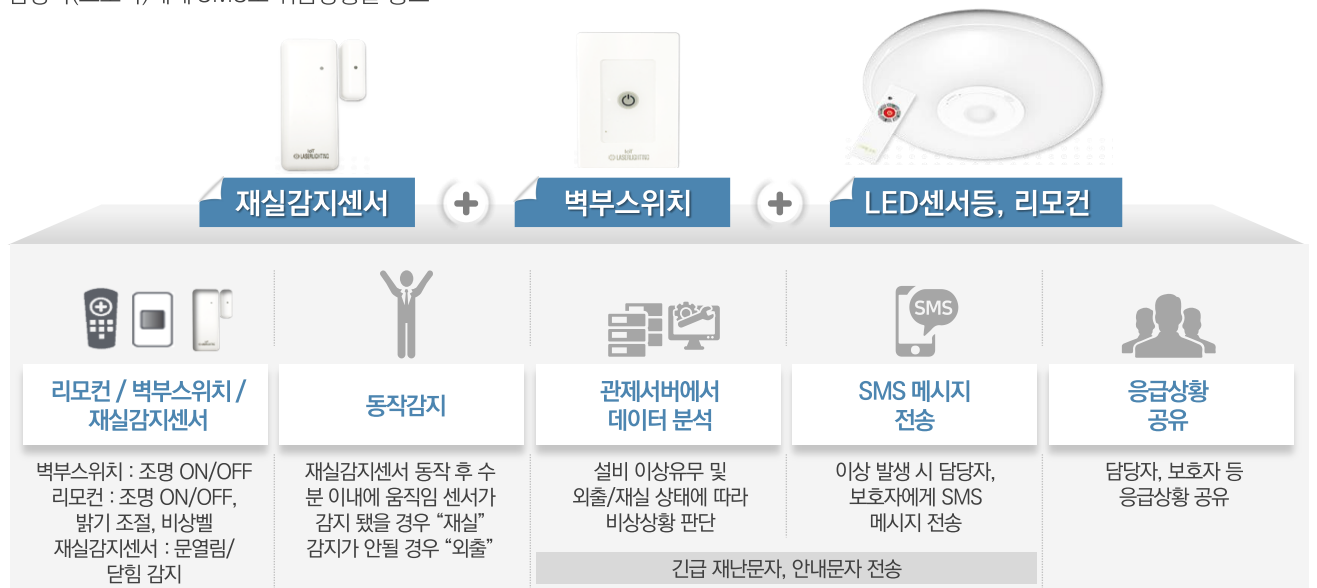 재실감지센서
벽부스위치
LED센서등, 리모컨
SMS
리모컨 / 벽부스위치 /
재실감지센서
동작감지
관제서버에서
데이터 분석
SMS 메시지
전송
응급상황
공유
벽부스위치 : 조명 ON/OFF
리모컨 : 조명 ON/OFF,
밝기 조절, 비상벨
재실감지센서 : 문열림/
닫힘 감지
재실감지센서 동작 후 수
분 이내에 움직임 센서가
감지 됐을 경우 “재실”
감지가 안될 경우 “외출”
설비 이상유무 및
외출/재실 상태에 따라
비상상황 판단
이상 발생 시 담당자,
보호자에게 SMS
메시지 전송
담당자, 보호자 등
응급상황 공유
긴급 재난문자, 안내문자 전송